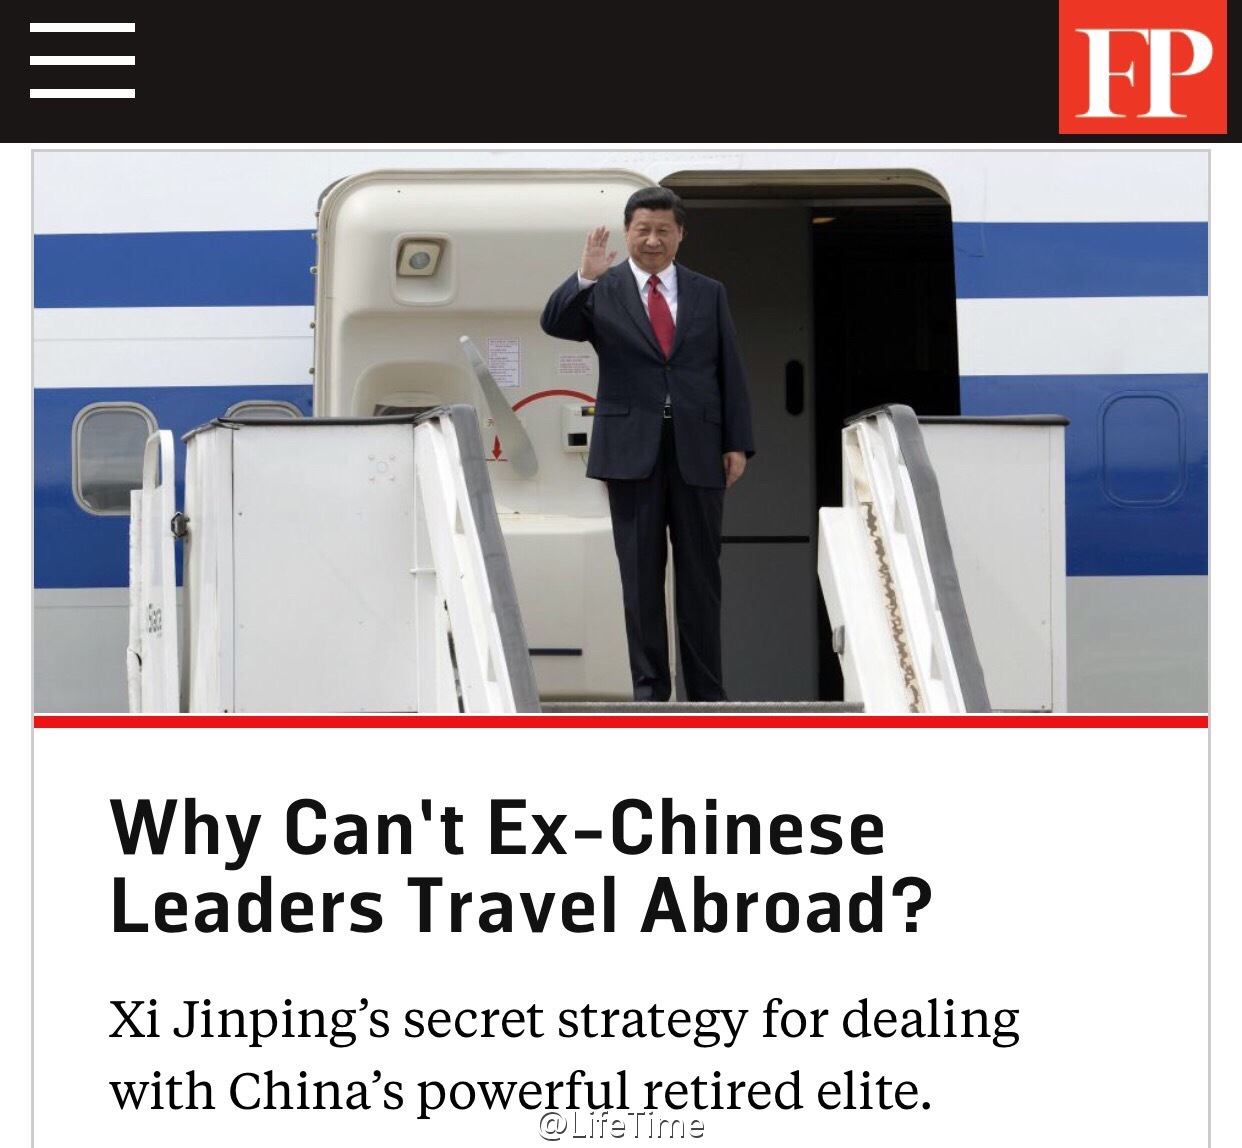 FP
Why Can't Ex-Chinese
Leaders Travel Abroad?
Xi Jinping’s secret strategy for dealing
with China’s powerful retired elite.
@LifeTime